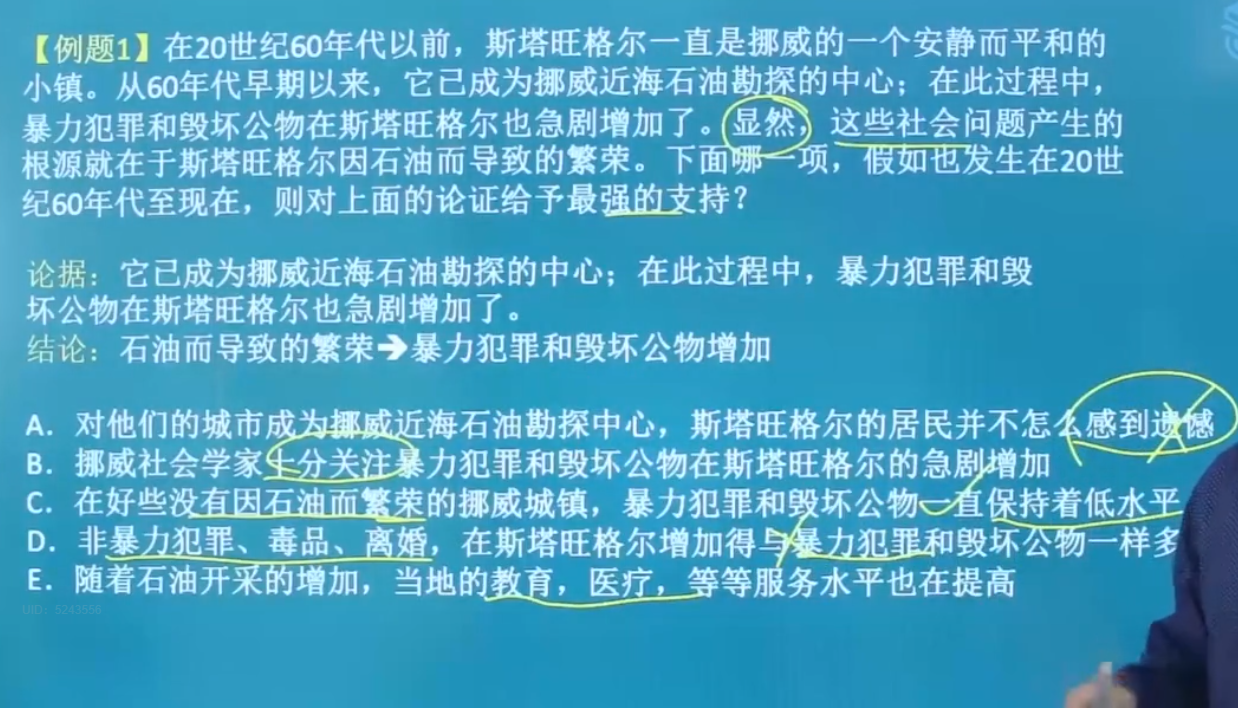 【例题1】在20世纪60年代以前，斯塔旺格尔一直是挪威的一个安静而平和的
小镇。从60年代早期以来，它已成为挪威近海石油勘探的中心；在此过程中，
暴力犯罪和毁坏公物在斯塔旺格尔也急剧增加了。显然，这些社会问题产生的
根源就在于斯塔旺格尔因石油而导致的繁荣。下面哪一项，假如也发生在20世
纪60年代至现在，则对上面的论证给予最强的支持？
论据：它已成为挪威近海石油勘探的中心；在此过程中，暴力犯罪和毁
坏公物在斯塔旺格尔也急剧增加了。
结论：石油而导致的繁荣➔暴力犯罪和毁坏公物增加
A．对他们的城市成为挪威近海石油勘探中心，斯塔旺格尔的居民并不怎么感到遗憾
B．挪威社会学家十分关注暴力犯罪和毁坏公物在斯塔旺格尔的急剧增加
C．在好些没有因石油而繁荣的挪威城镇，暴力犯罪和毁坏公物一直保持着低水平
D．非暴力犯罪、毒品、离婚，在斯塔旺格尔增加得与暴力犯罪和毁坏公物一样多
E．随着石油开采的增加，当地的教育，医疗，等等服务水平也在提高
UID：5243556